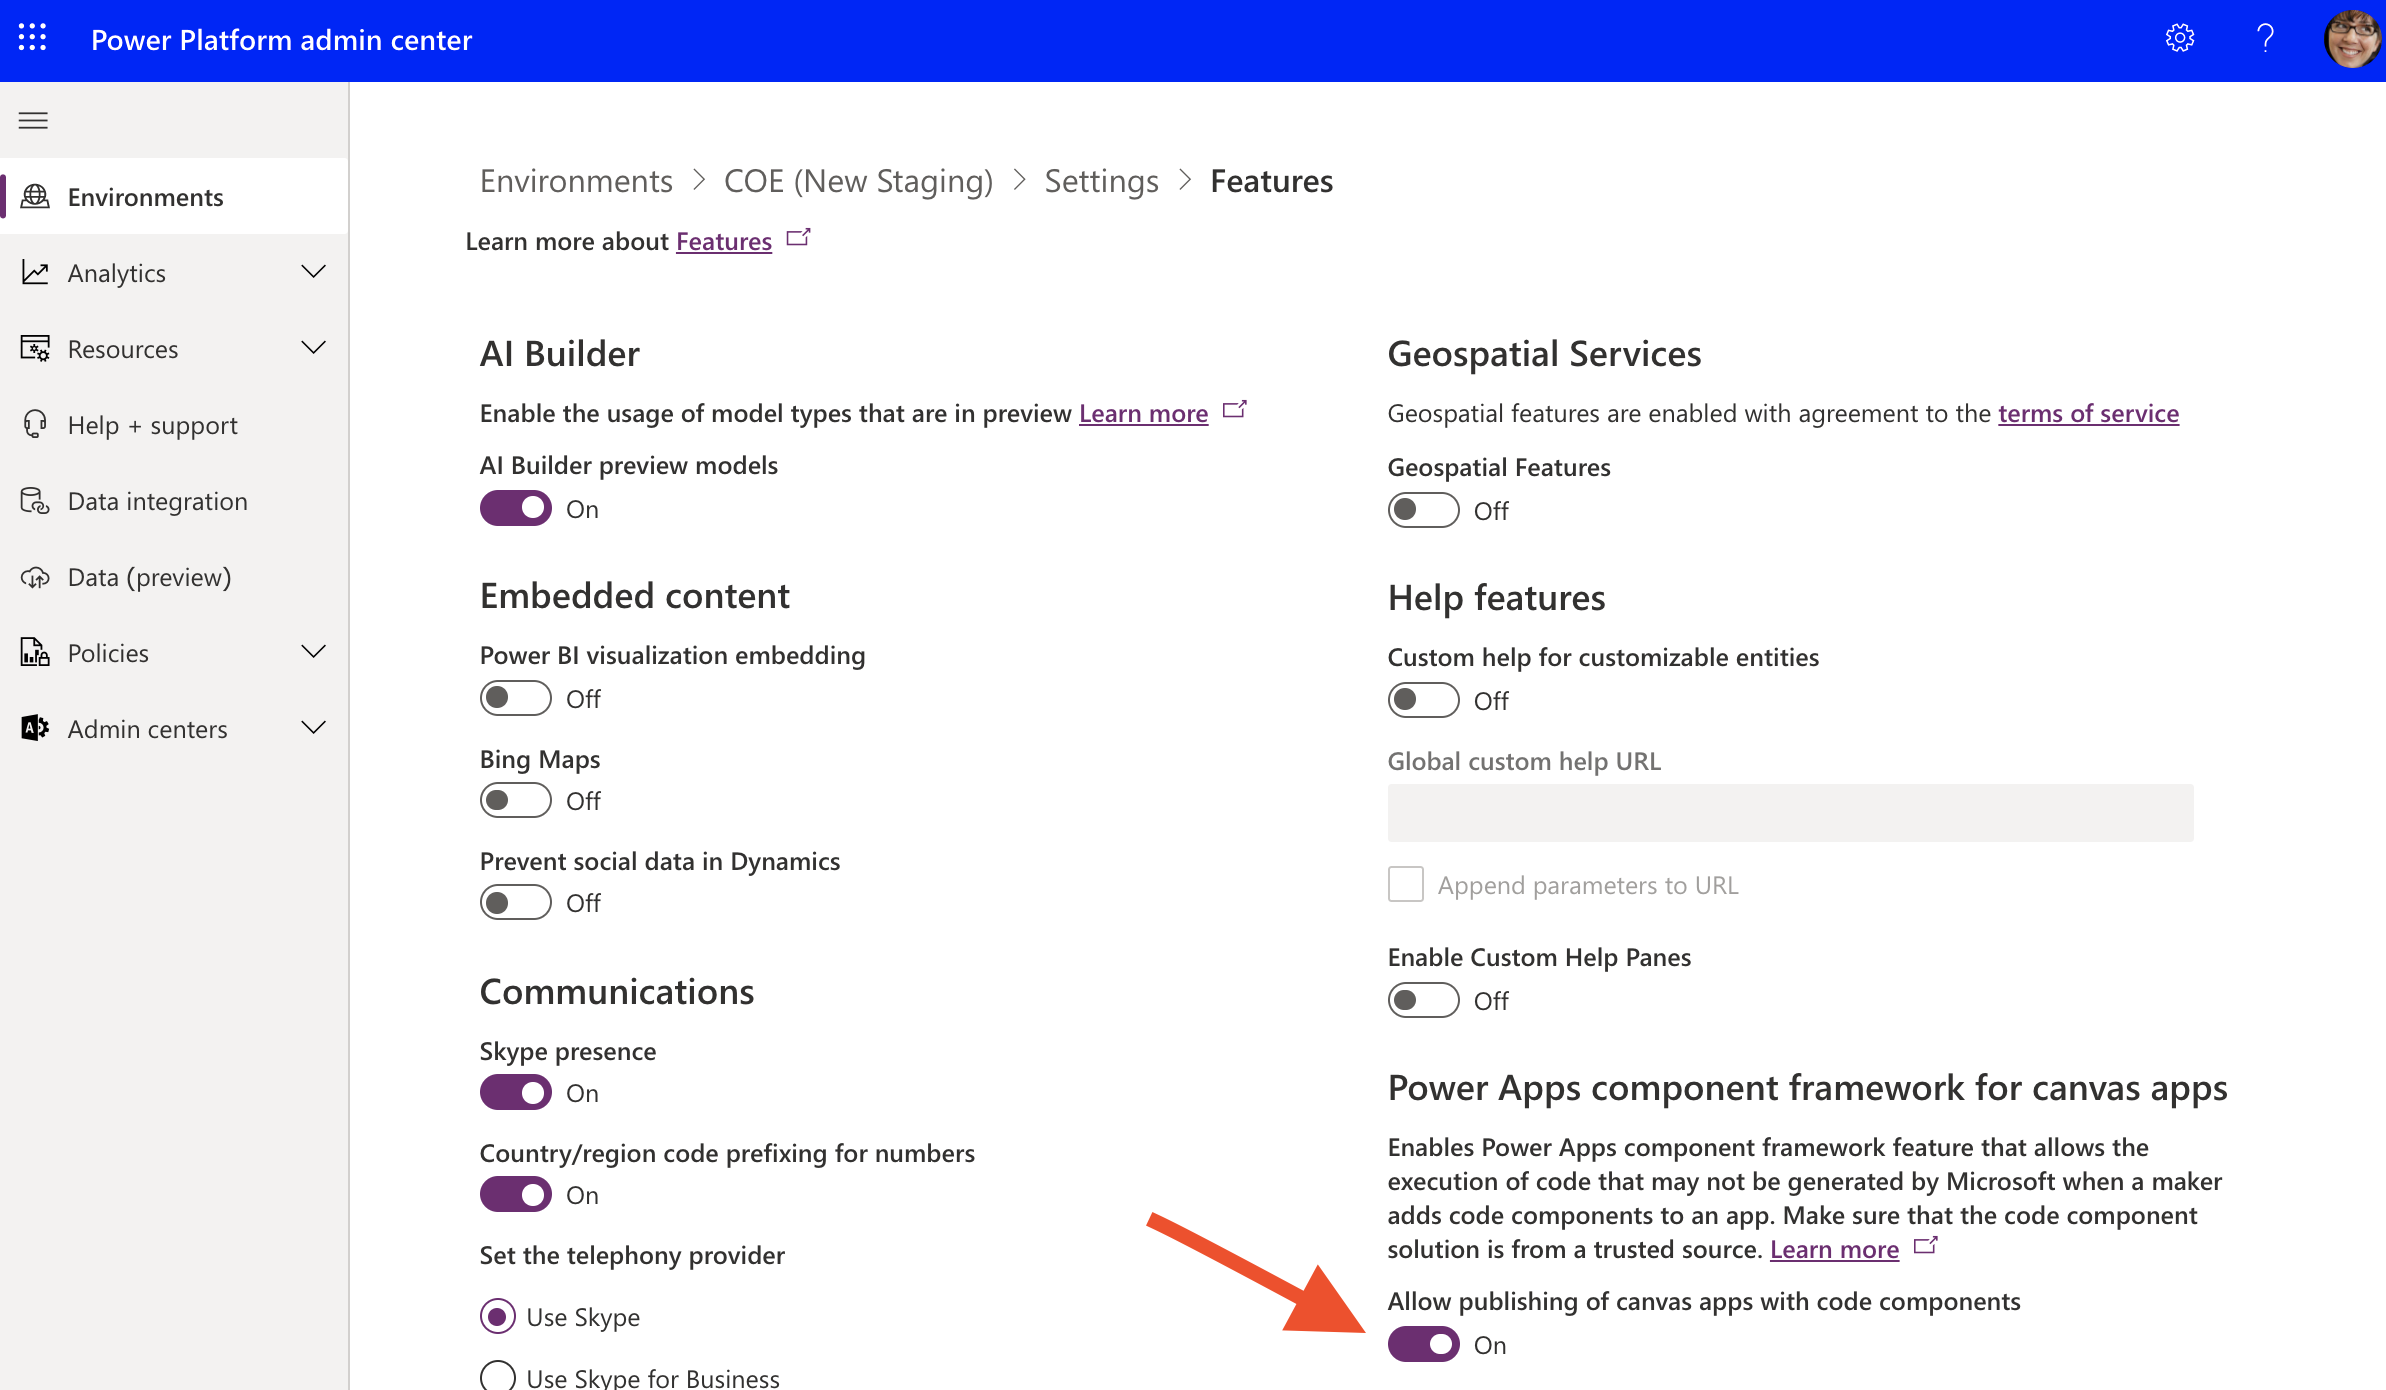 Power Platform admin center
Environments
Analytics
Resources
Help + support
Data integration
Data (preview)
Policies
Admin centers
Environments > COE (New Staging) > Settings > Features
Learn more about Features
AI Builder
Enable the usage of model types that are in preview Learn more
AI Builder preview models
On
Embedded content
Power BI visualization embedding
Off
Bing Maps
Off
Prevent social data in Dynamics
Off
Communications
Skype presence
On
Country/region code prefixing for numbers
On
Set the telephony provider
Use Skype
Use Skype for Business
Geospatial Services
Geospatial features are enabled with agreement to the terms of service
Geospatial Features
Off
Help features
Custom help for customizable entities
Off
Global custom help URL
Append parameters to URL
Enable Custom Help Panes
Off
Power Apps component framework for canvas apps
Enables Power Apps component framework feature that allows the
execution of code that may not be generated by Microsoft when a maker
adds code components to an app. Make sure that the code component
solution is from a trusted source. Learn more
Allow publishing of canvas apps with code components
On